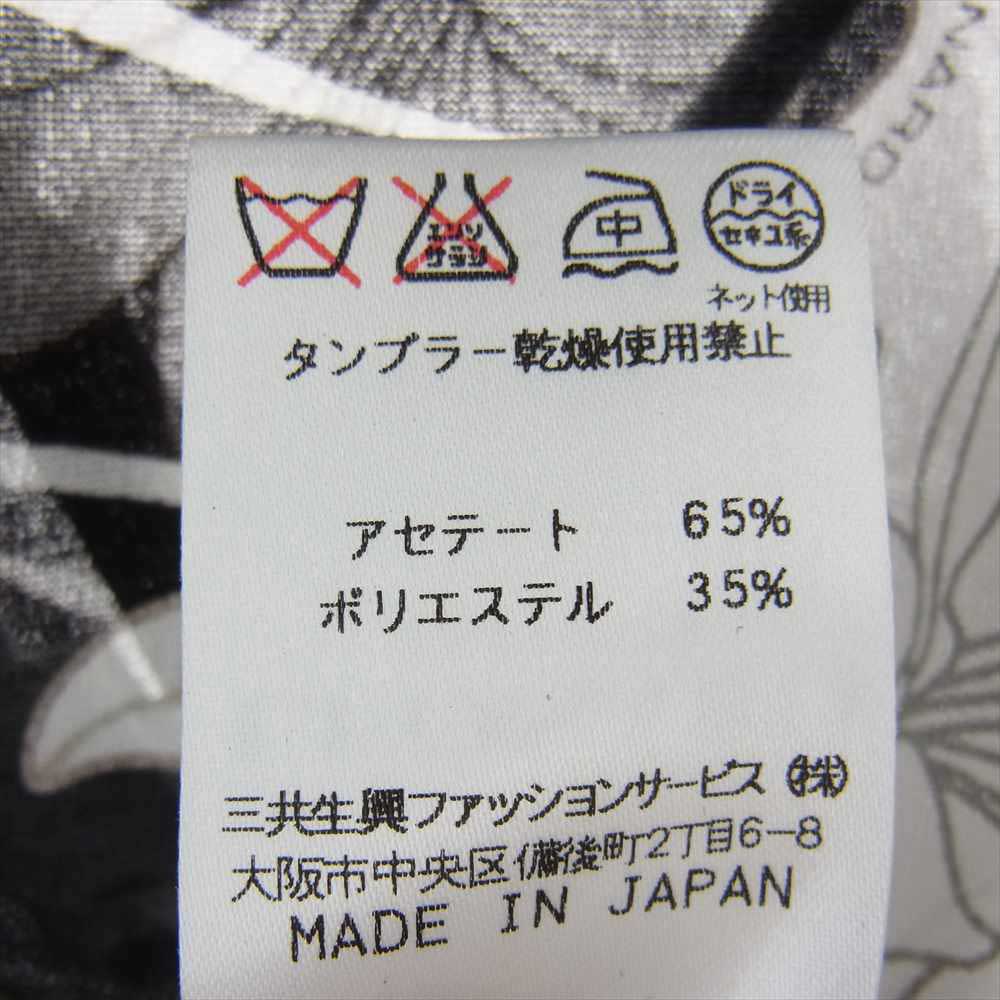 NARD
エンソ
サラシ
中
ドライ
セキユ系
ネット使用
タンブラー乾燥使用禁止
アセテート 65%
ポリエステル 35%
三共生興ファッションサービス㈱
大阪市中央区備後町2丁目6-8
MADE IN JAPAN